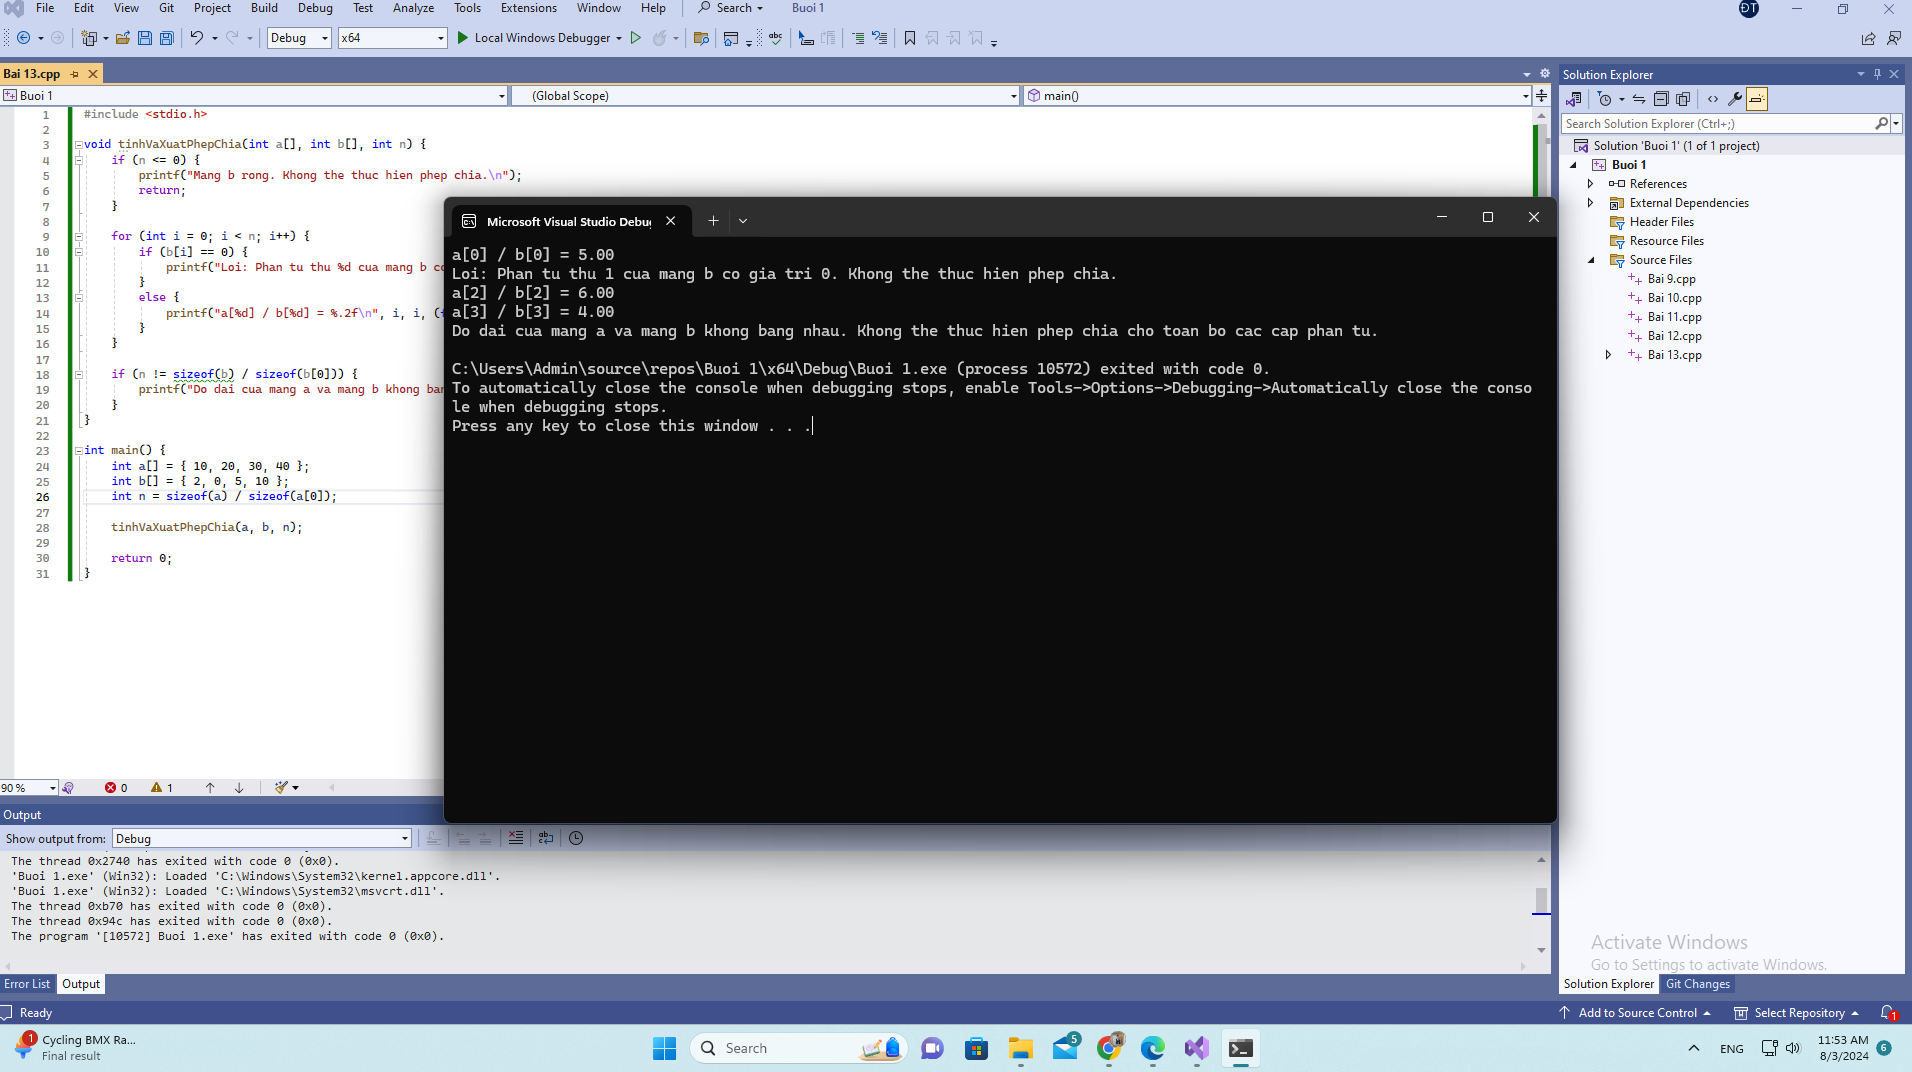 File Edit View Git Project Build Debug Test Analyze Tools Extensions Window Help Search Buoi 1 ĐT
Debug x64 Local Windows Debugger
Bai 13.cpp
Buoi 1 (Global Scope) main()
1 #include <stdio.h>
2
3 void tinhVaXuatPhepChia(int a[], int b[], int n) {
4 if (n <= 0) {
5 printf("Mang b rong. Khong the thuc hien phep chia.\n");
6 return;
7 }
8
9 for (int i = 0; i < n; i++) {
10 if (b[i] == 0) {
11 printf("Loi: Phan tu thu %d cua mang b co
12 }
13 else {
14 printf("a[%d] / b[%d] = %.2f\n", i, i, (
15 }
16 }
17
18 if (n != sizeof(b) / sizeof(b[0])) {
19 printf("Do dai cua mang a va mang b khong ban
20 }
21 }
22
23 int main() {
24 int a[] = { 10, 20, 30, 40 };
25 int b[] = { 2, 0, 5, 10 };
26 int n = sizeof(a) / sizeof(a[0]);
27
28 tinhVaXuatPhepChia(a, b, n);
29
30 return 0;
31 }
Microsoft Visual Studio Debug
a[0] / b[0] = 5.00
Loi: Phan tu thu 1 cua mang b co gia tri 0. Khong the thuc hien phep chia.
a[2] / b[2] = 6.00
a[3] / b[3] = 4.00
Do dai cua mang a va mang b khong bang nhau. Khong the thuc hien phep chia cho toan bo cac cap phan tu.
C:\Users\Admin\source\repos\Buoi 1\x64\Debug\Buoi 1.exe (process 10572) exited with code 0.
To automatically close the console when debugging stops, enable Tools->Options->Debugging->Automatically close the conso
le when debugging stops.
Press any key to close this window . . .
Solution Explorer
Search Solution Explorer (Ctrl+;)
Solution 'Buoi 1' (1 of 1 project)
Buoi 1
References
External Dependencies
Header Files
Resource Files
Source Files
Bai 9.cpp
Bai 10.cpp
Bai 11.cpp
Bai 12.cpp
Bai 13.cpp
90 % 0 1
Output
Show output from: Debug
The thread 0x2740 has exited with code 0 (0x0).
'Buoi 1.exe' (Win32): Loaded 'C:\Windows\System32\kernel.appcore.dll'.
'Buoi 1.exe' (Win32): Loaded 'C:\Windows\System32\msvcrt.dll'.
The thread 0xb70 has exited with code 0 (0x0).
The thread 0x94c has exited with code 0 (0x0).
The program '[10572] Buoi 1.exe' has exited with code 0 (0x0).
Activate Windows
Go to Settings to activate Windows.
Error List Output
Solution Explorer Git Changes
Ready Add to Source Control Select Repository 1
1 Cycling BMX Ra...
Final result
Search
5
ENG
11:53 AM
8/3/2024
6